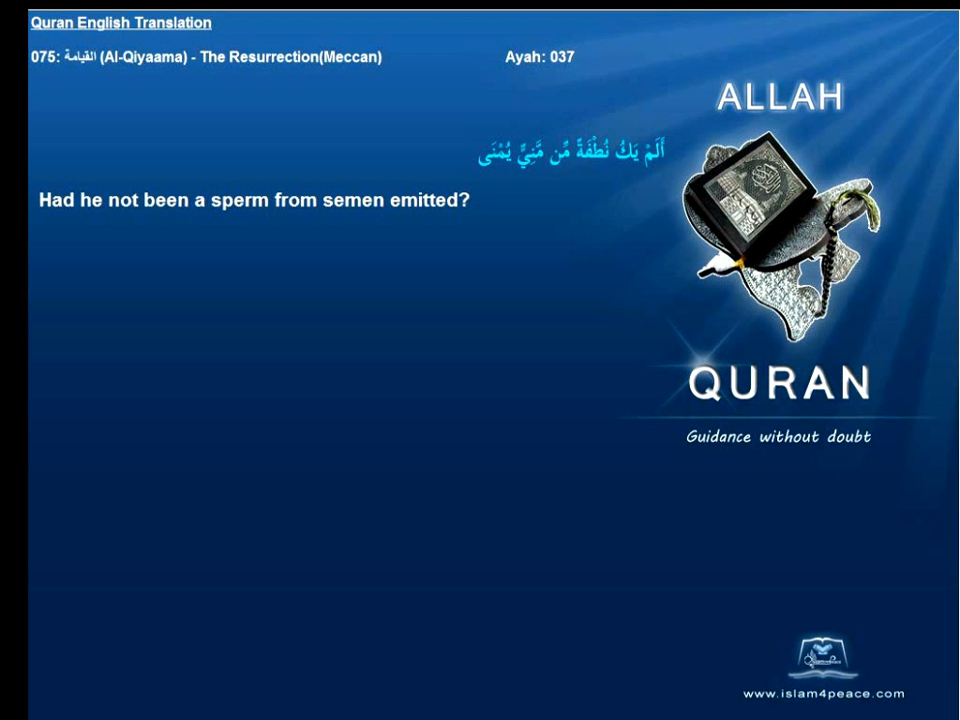 Quran English Translation
075: القيامة (Al-Qiyaama) - The Resurrection(Meccan) Ayah: 037
ALLAH
أَلَمْ يَكُ نُطْفَةً مِّن مَّنِيٍّ يُمْنَى
Had he not been a sperm from semen emitted?
QURAN
Guidance without doubt
www.islam4peace.com